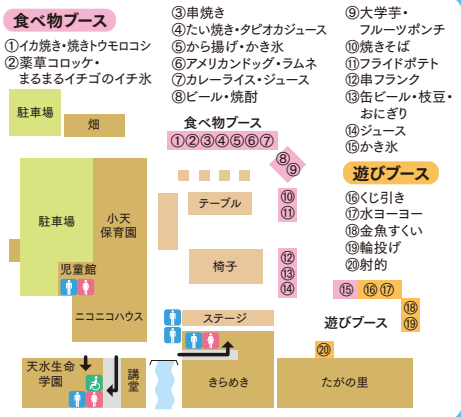 食べ物ブース
①イカ焼き・焼きトウモロコシ
②薬草コロッケ・
まるまるイチゴのイチ氷
③串焼き
④たい焼き・タピオカジュース
⑤から揚げ・かき氷
⑥アメリカンドッグ・ラムネ
⑦カレーライス・ジュース
⑧ビール・焼酎
⑨大学芋・
フルーツポンチ
⑩焼きそば
⑪フライドポテト
⑫串フランク
⑬缶ビール・枝豆・
おにぎり
⑭ジュース
⑮かき氷
遊びブース
⑯くじ引き
⑰水ヨーヨー
⑱金魚すくい
⑲輪投げ
⑳射的
駐車場
畑
食べ物ブース
①②③④⑤⑥⑦
⑧
⑨
駐車場
小天
保育園
テーブル
⑩
⑪
児童館
椅子
⑫
⑬
⑭
⑮
⑯⑰
ニコニコハウス
ステージ
遊びブース
⑱
⑲
⑳
天水生命
学園
講堂
きらめき
たがの里